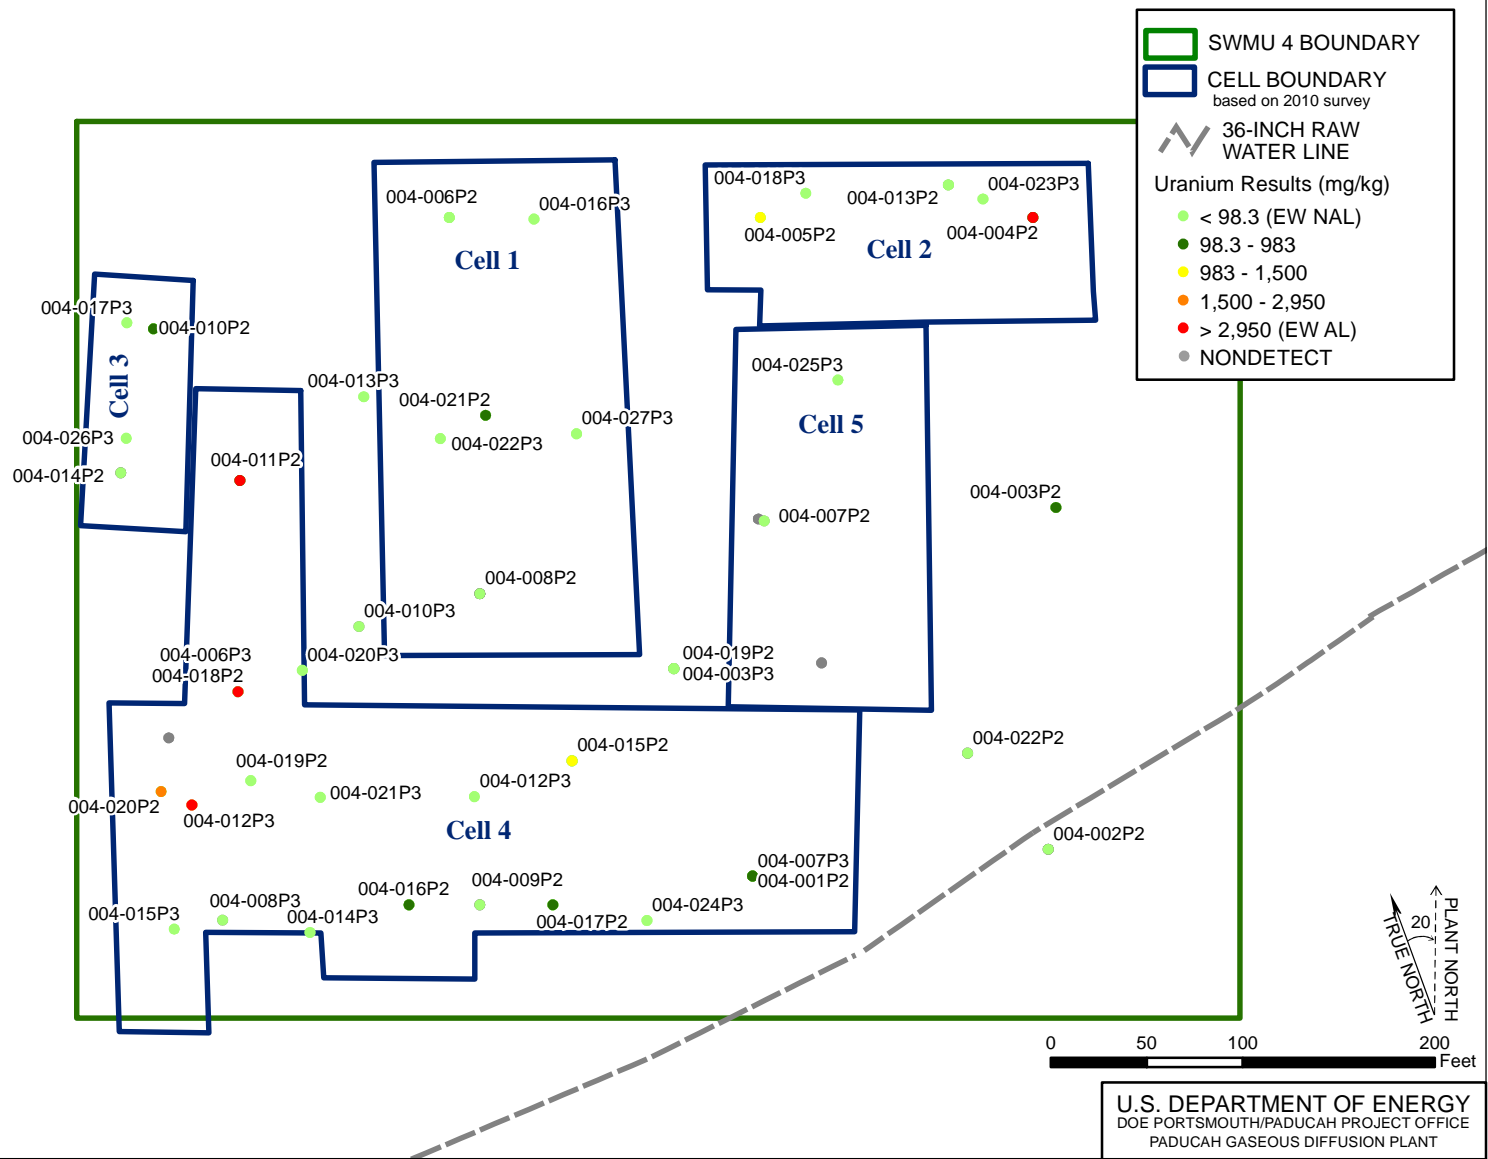 SWMU 4 BOUNDARY
CELL BOUNDARY
based on 2010 survey
36-INCH RAW
WATER LINE
Uranium Results (mg/kg)
< 98.3 (EW NAL)
98.3 - 983
983 - 1,500
1,500 - 2,950
> 2,950 (EW AL)
NONDETECT
004-006P2
004-016P3
Cell 1
004-018P3
004-013P2
004-023P3
004-005P2
004-004P2
Cell 2
004-017P3
004-010P2
Cell 3
004-026P3
004-014P2
004-013P3
004-021P2
004-022P3
004-027P3
004-025P3
Cell 5
004-011P2
004-003P2
004-007P2
004-008P2
004-010P3
004-006P3
004-018P2
004-020P3
004-019P2
004-003P3
004-022P2
004-019P2
004-021P3
004-012P3
004-015P2
004-020P2
004-012P3
Cell 4
004-002P2
004-007P3
004-001P2
004-015P3
004-008P3
004-014P3
004-016P2
004-009P2
004-017P2
004-024P3
20
TRUE NORTH
PLANT NORTH
0 50 100 200
Feet
U.S. DEPARTMENT OF ENERGY
DOE PORTSMOUTH/PADUCAH PROJECT OFFICE
PADUCAH GASEOUS DIFFUSION PLANT